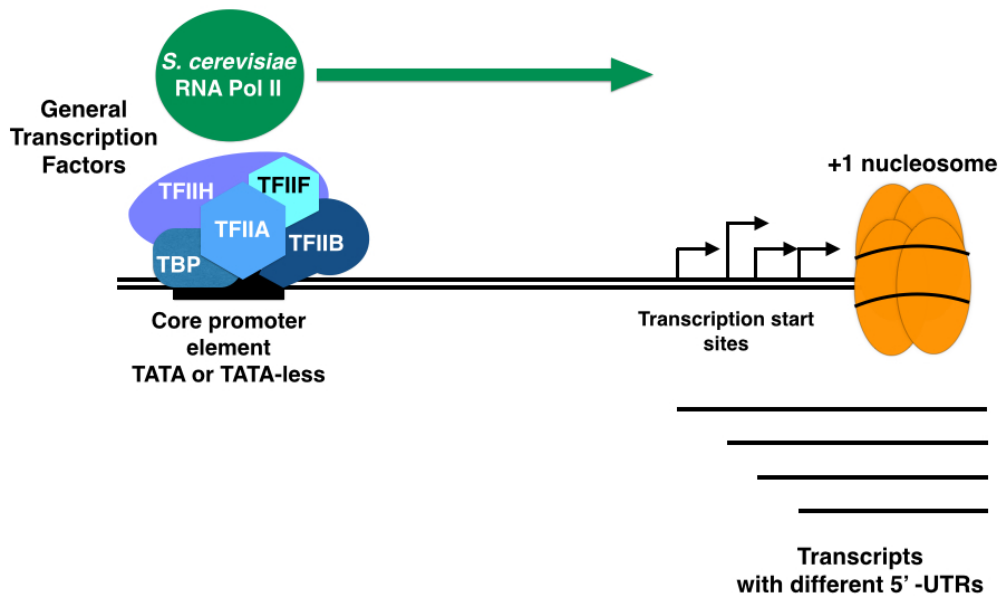 S. cerevisiae
RNA Pol II
General
Transcription
Factors
TFIIH
TFIIF
TFIIA
TFIIB
TBP
Core promoter
element
TATA or TATA-less
+1 nucleosome
Transcription start
sites
Transcripts
with different 5’ -UTRs